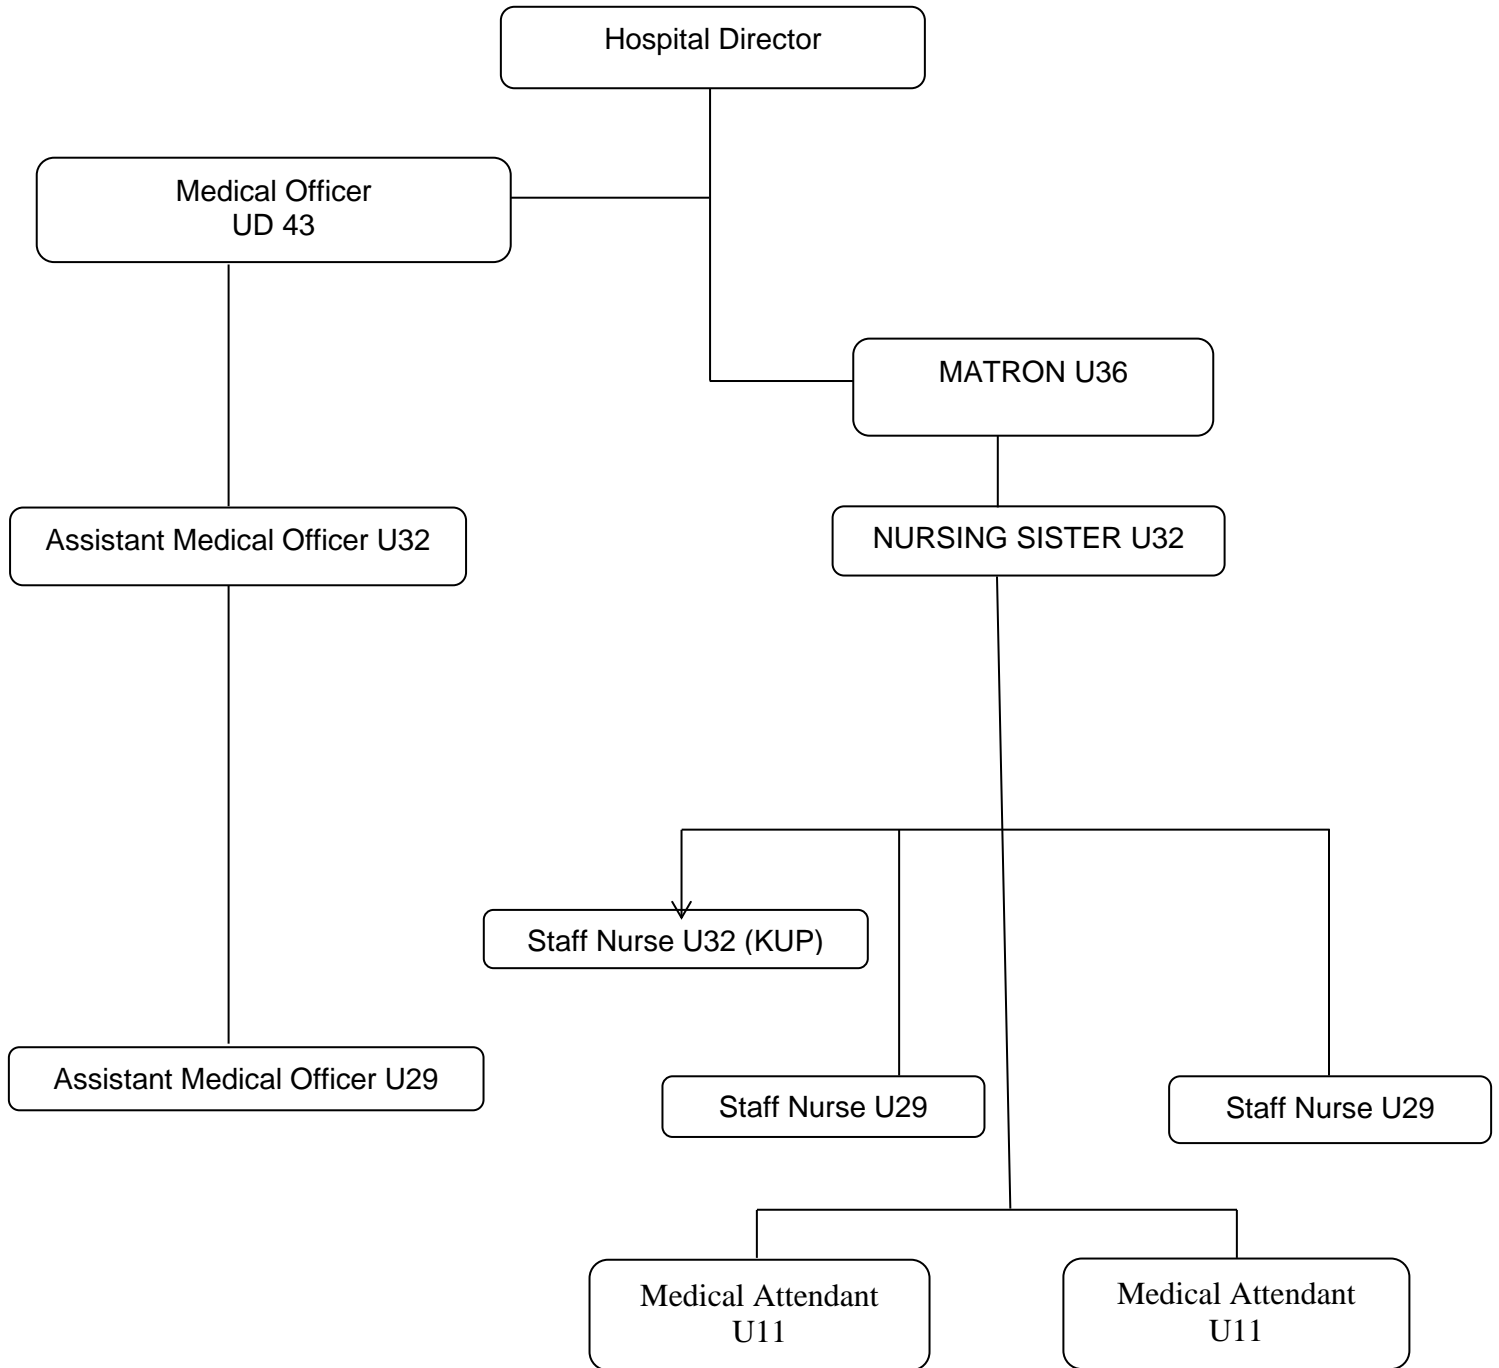 Hospital Director
Medical Officer
UD 43
MATRON U36
Assistant Medical Officer U32
NURSING SISTER U32
Staff Nurse U32 (KUP)
Assistant Medical Officer U29
Staff Nurse U29
Staff Nurse U29
Medical Attendant
U11
Medical Attendant
U11